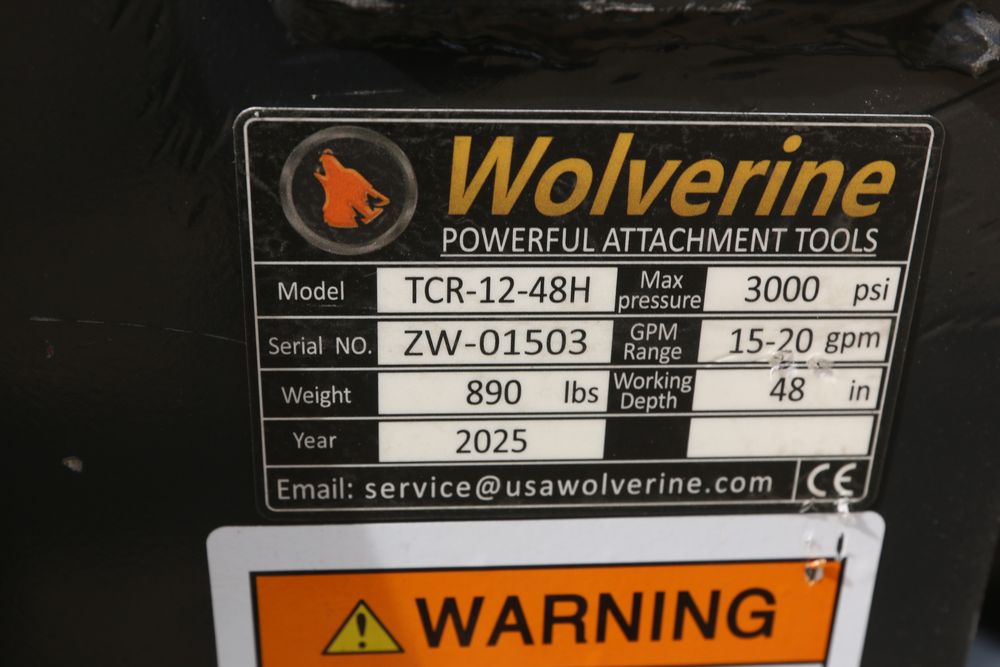 Wolverine
POWERFUL ATTACHMENT TOOLS
Model TCR-12-48H Max pressure 3000 psi
Serial NO. ZW-01503 GPM Range 15-20 gpm
Weight 890 lbs Working Depth 48 in
Year 2025
Email: service@usawolverine.com CE
WARNING